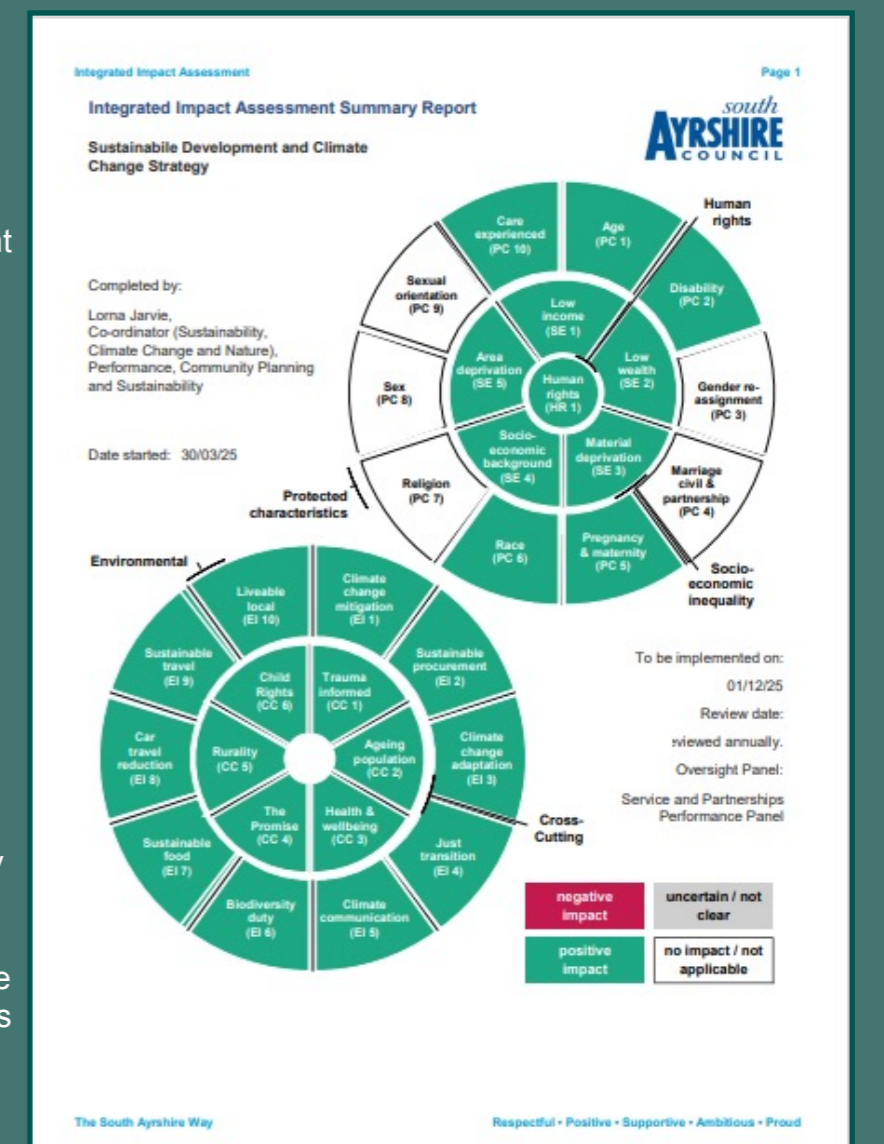 Integrated Impact Assessment
Page 1
Integrated Impact Assessment Summary Report
south
AYRSHIRE
COUNCIL
Sustainabile Development and Climate
Change Strategy
Completed by:
Lorna Jarvie,
Co-ordinator (Sustainability,
Climate Change and Nature),
Performance, Community Planning
and Sustainability
Date started: 30/03/25
Human
rights
Care
experienced
(PC 10)
Age
(PC 1)
Disability
(PC 2)
Gender re-
assignment
(PC 3)
Marriage
civil &
partnership
(PC 4)
Pregnancy
& maternity
(PC 5)
Race
(PC 6)
Religion
(PC 7)
Sex
(PC 8)
Sexual
orientation
(PC 9)
Low
income
(SE 1)
Low
wealth
(SE 2)
Material
deprivation
(SE 3)
Socio-
economic
background
(SE 4)
Area
deprivation
(SE 5)
Human
rights
(HR 1)
Protected
characteristics
Socio-
economic
inequality
Environmental
Liveable
local
(EI 10)
Climate
change
mitigation
(EI 1)
Sustainable
procurement
(EI 2)
Climate
change
adaptation
(EI 3)
Just
transition
(EI 4)
Climate
communication
(EI 5)
Biodiversity
duty
(EI 6)
Sustainable
food
(EI 7)
Car
travel
reduction
(EI 8)
Sustainable
travel
(EI 9)
Child
Rights
(CC 6)
Trauma
informed
(CC 1)
Ageing
population
(CC 2)
Health &
wellbeing
(CC 3)
The
Promise
(CC 4)
Rurality
(CC 5)
Cross-
Cutting
To be implemented on:
01/12/25
Review date:
viewed annually.
Oversight Panel:
Service and Partnerships
Performance Panel
negative
impact
uncertain / not
clear
positive
impact
no impact / not
applicable
The South Ayrshire Way
Respectful • Positive • Supportive • Ambitious • Proud